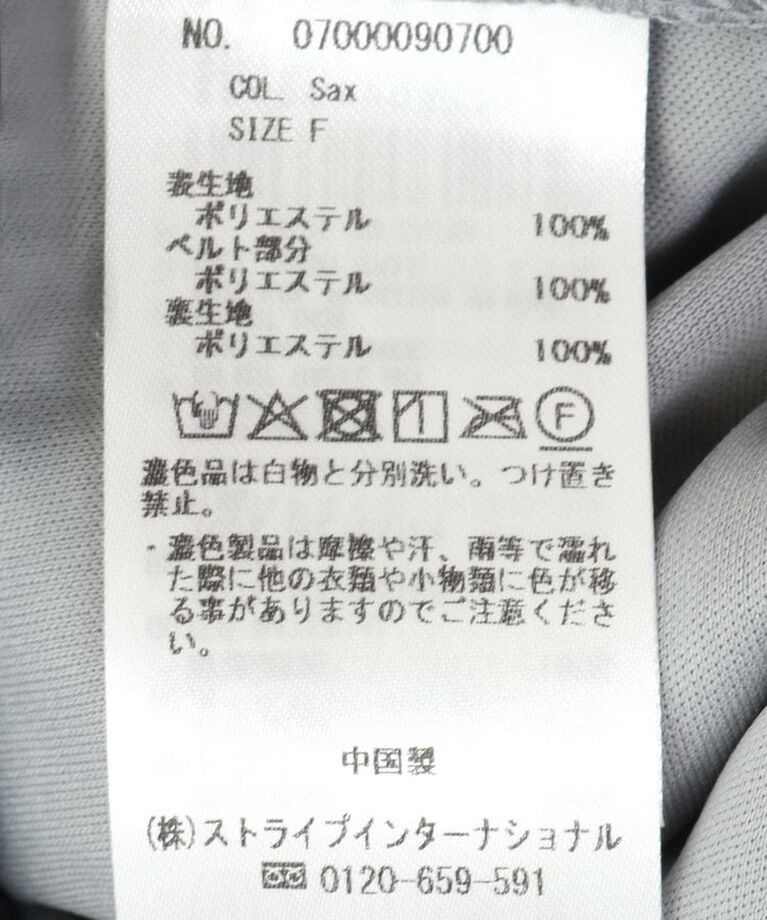 NO. 07000090700
COL. Sax
SIZE F
表生地
ポリエステル 100%
ベルト部分
ポリエステル 100%
裏生地
ポリエステル 100%
F
濃色品は白物と分別洗い。つけ置き
禁止。
・濃色製品は摩擦や汗、雨等で濡れ
た際に他の衣類や小物類に色が移
る事がありますのでご注意くださ
い。
中国製
(株)ストライプインターナショナル
0120-659-591